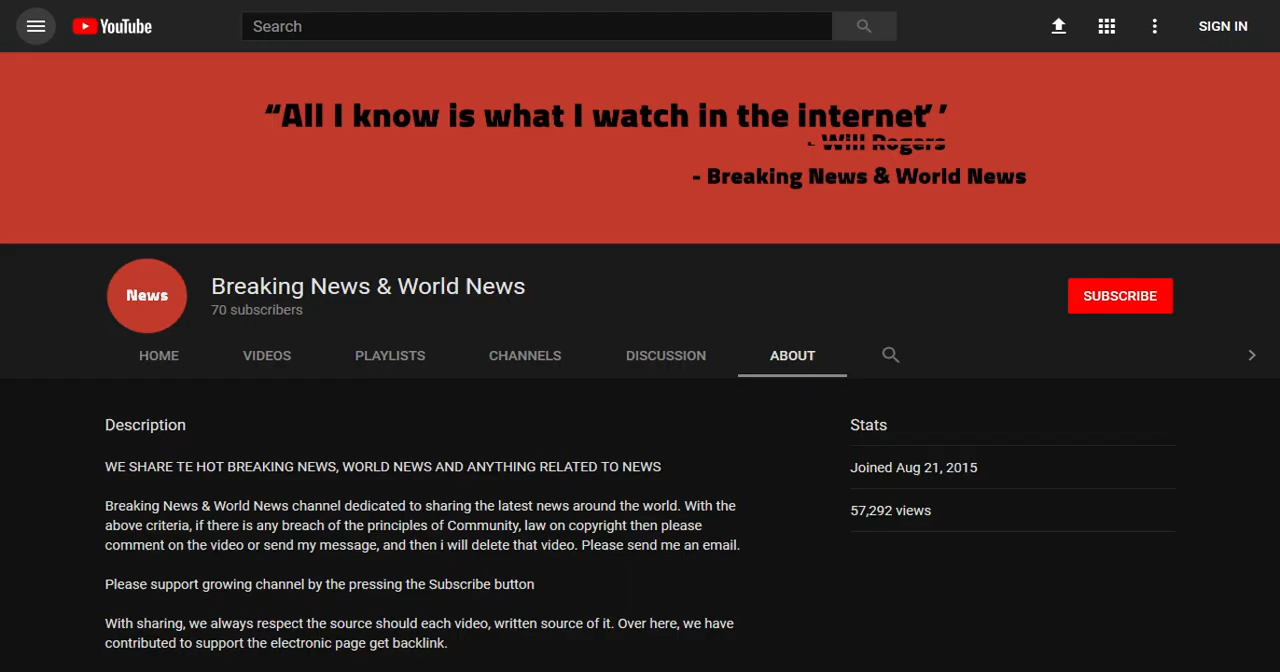 YouTube
Search
SIGN IN
“All I know is what I watch in the internet’’
- Will Rogers
- Breaking News & World News
News
Breaking News & World News
70 subscribers
SUBSCRIBE
HOME VIDEOS PLAYLISTS CHANNELS DISCUSSION ABOUT
Description
WE SHARE TE HOT BREAKING NEWS, WORLD NEWS AND ANYTHING RELATED TO NEWS
Breaking News & World News channel dedicated to sharing the latest news around the world. With the
above criteria, if there is any breach of the principles of Community, law on copyright then please
comment on the video or send my message, and then i will delete that video. Please send me an email.
Please support growing channel by the pressing the Subscribe button
With sharing, we always respect the source should each video, written source of it. Over here, we have
contributed to support the electronic page get backlink.
Stats
Joined Aug 21, 2015
57,292 views